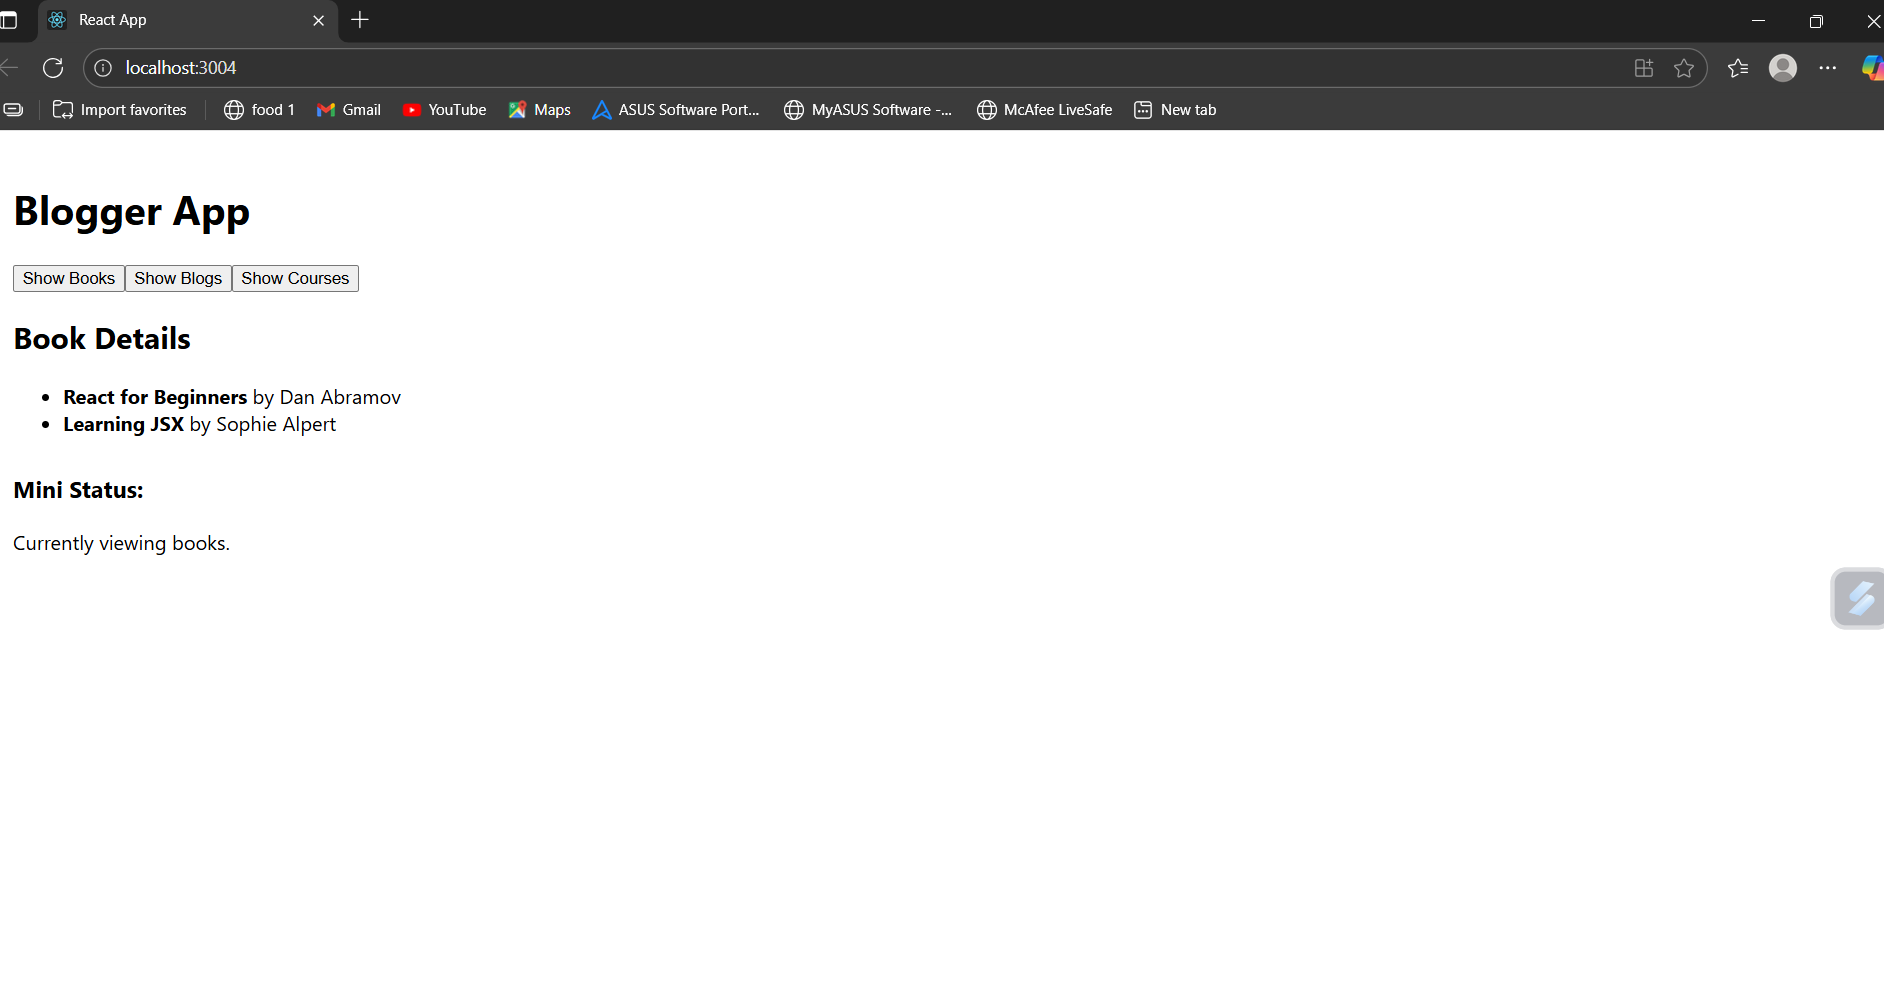 React App
localhost:3004
Import favorites food 1 Gmail YouTube Maps ASUS Software Port... MyASUS Software -... McAfee LiveSafe New tab
Blogger App
Show Books Show Blogs Show Courses
Book Details
React for Beginners by Dan Abramov
Learning JSX by Sophie Alpert
Mini Status:
Currently viewing books.